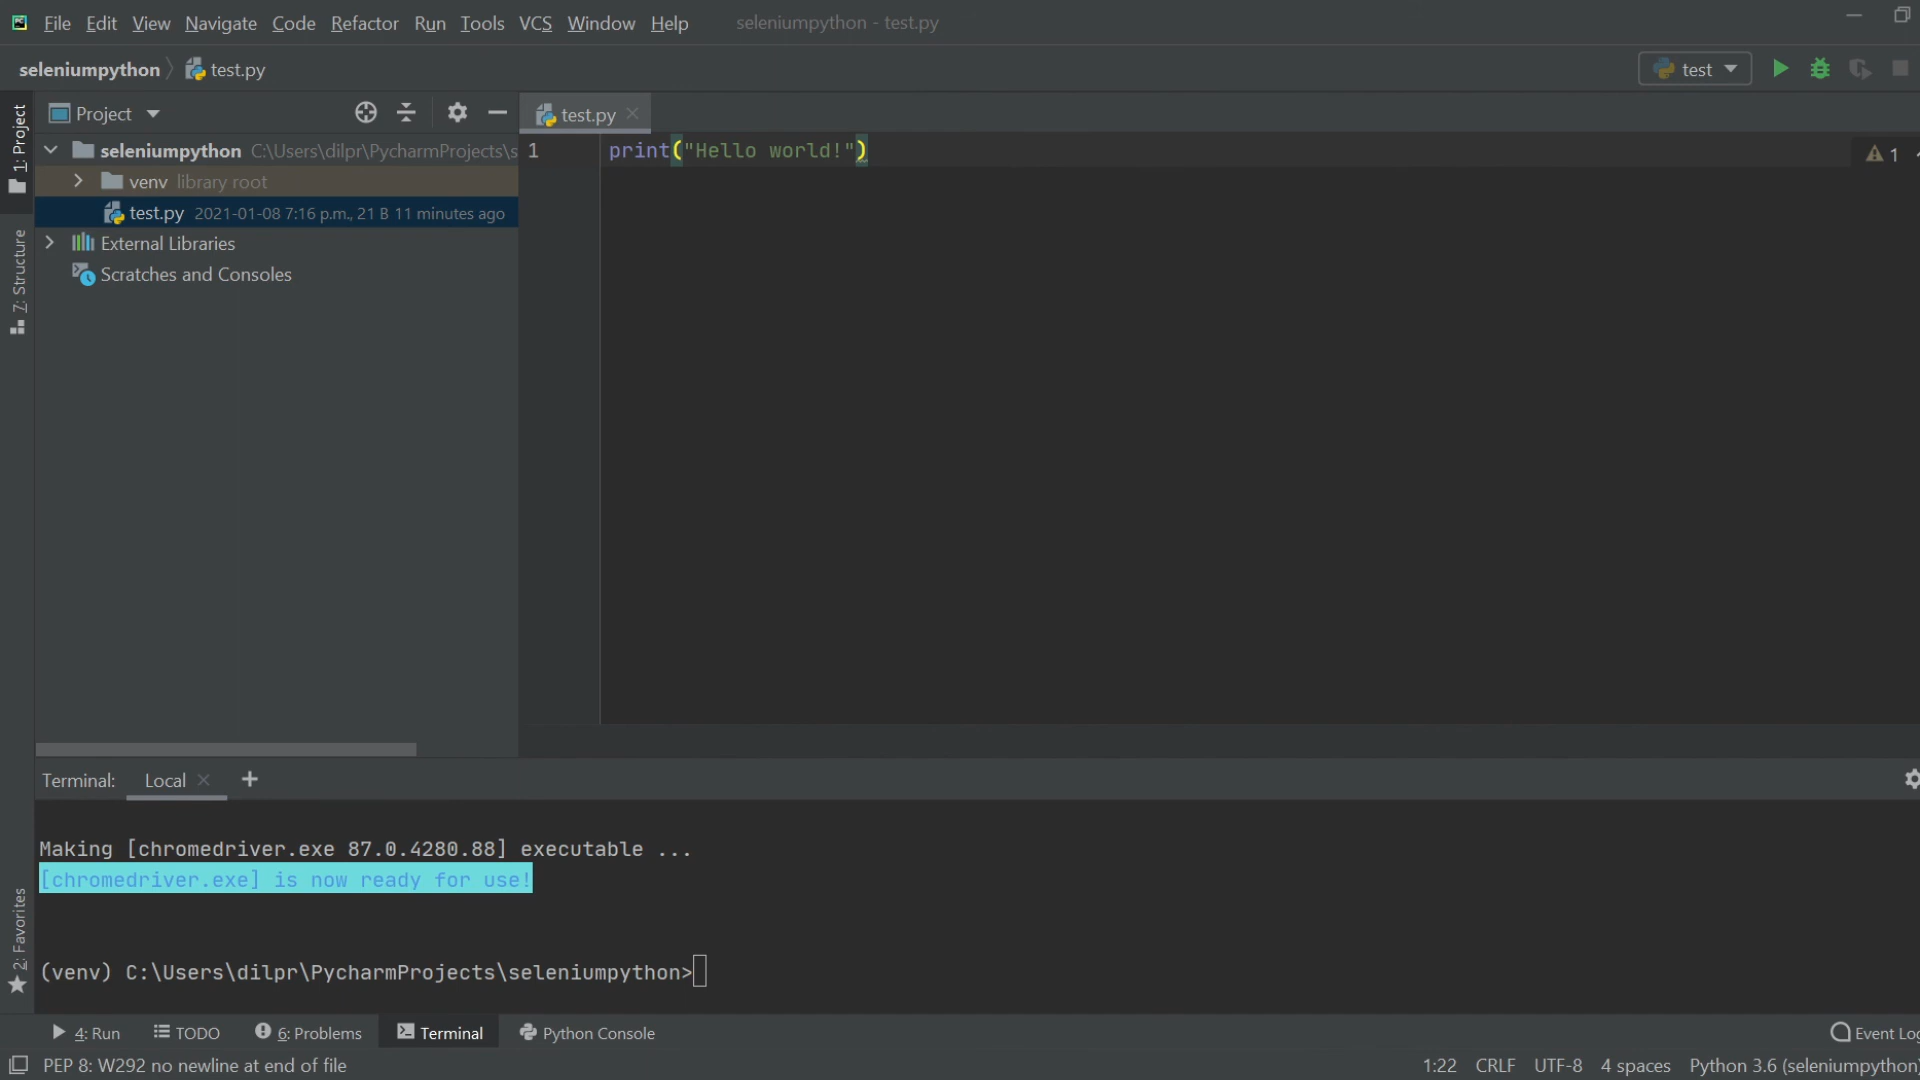 File Edit View Navigate Code Refactor Run Tools VCS Window Help seleniumpython - test.py
seleniumpython test.py test
Project test.py
seleniumpython C:\Users\dilpr\PycharmProjects\s
1 print("Hello world!") 1
venv library root
test.py 2021-01-08 7:16 p.m., 21 B 11 minutes ago
External Libraries
Scratches and Consoles
1: Project
7: Structure
2: Favorites
Terminal: Local
Making [chromedriver.exe 87.0.4280.88] executable ...
[chromedriver.exe] is now ready for use!
(venv) C:\Users\dilpr\PycharmProjects\seleniumpython>
4: Run TODO 6: Problems Terminal Python Console Event Log
PEP 8: W292 no newline at end of file 1:22 CRLF UTF-8 4 spaces Python 3.6 (seleniumpython)